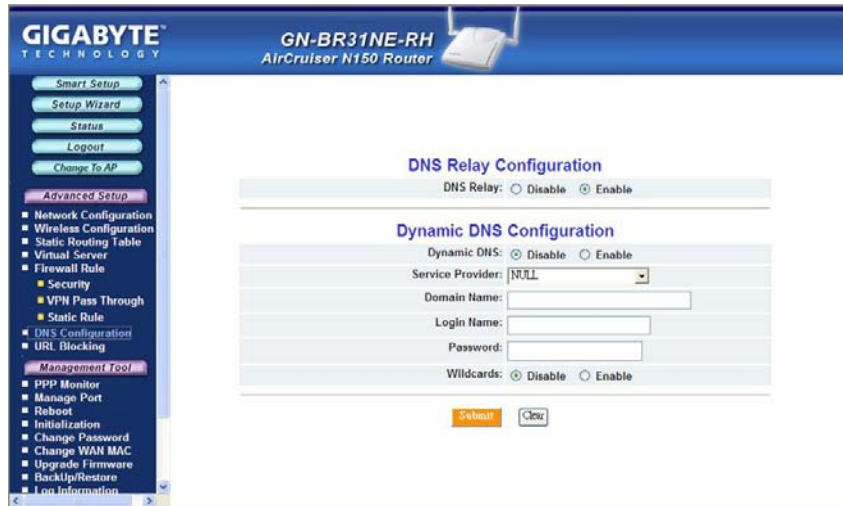 GIGABYTE™
TECHNOLOGY
GN-BR31NE-RH
AirCruiser N150 Router
Smart Setup
Setup Wizard
Status
Logout
Change To AP
Advanced Setup
Network Configuration
Wireless Configuration
Static Routing Table
Virtual Server
Firewall Rule
Security
VPN Pass Through
Static Rule
DNS Configuration
URL Blocking
Management Tool
PPP Monitor
Manage Port
Reboot
Initialization
Change Password
Change WAN MAC
Upgrade Firmware
BackUp/Restore
Log Information
DNS Relay Configuration
DNS Relay: Disable Enable
Dynamic DNS Configuration
Dynamic DNS: Disable Enable
Service Provider: NULL
Domain Name:
Login Name:
Password:
Wildcards: Disable Enable
Submit Clear